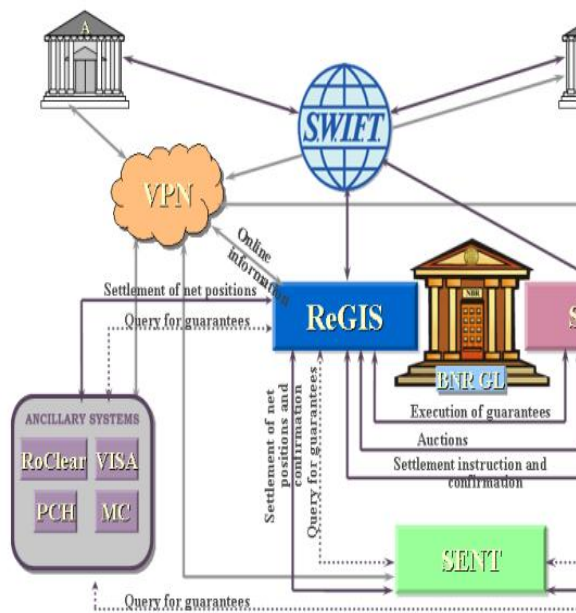 A
S.W.I.F.T.
VPN
Online
information
Settlement of net positions
Query for guarantees
ReGIS
NBR
BNR GL
S
Execution of guarantees
Auctions
Settlement instruction and
confirmation
ANCILLARY SYSTEMS
RoClear VISA
PCH MC
Settlement of net
positions and
confirmation
Query for guarantees
SENT
Query for guarantees